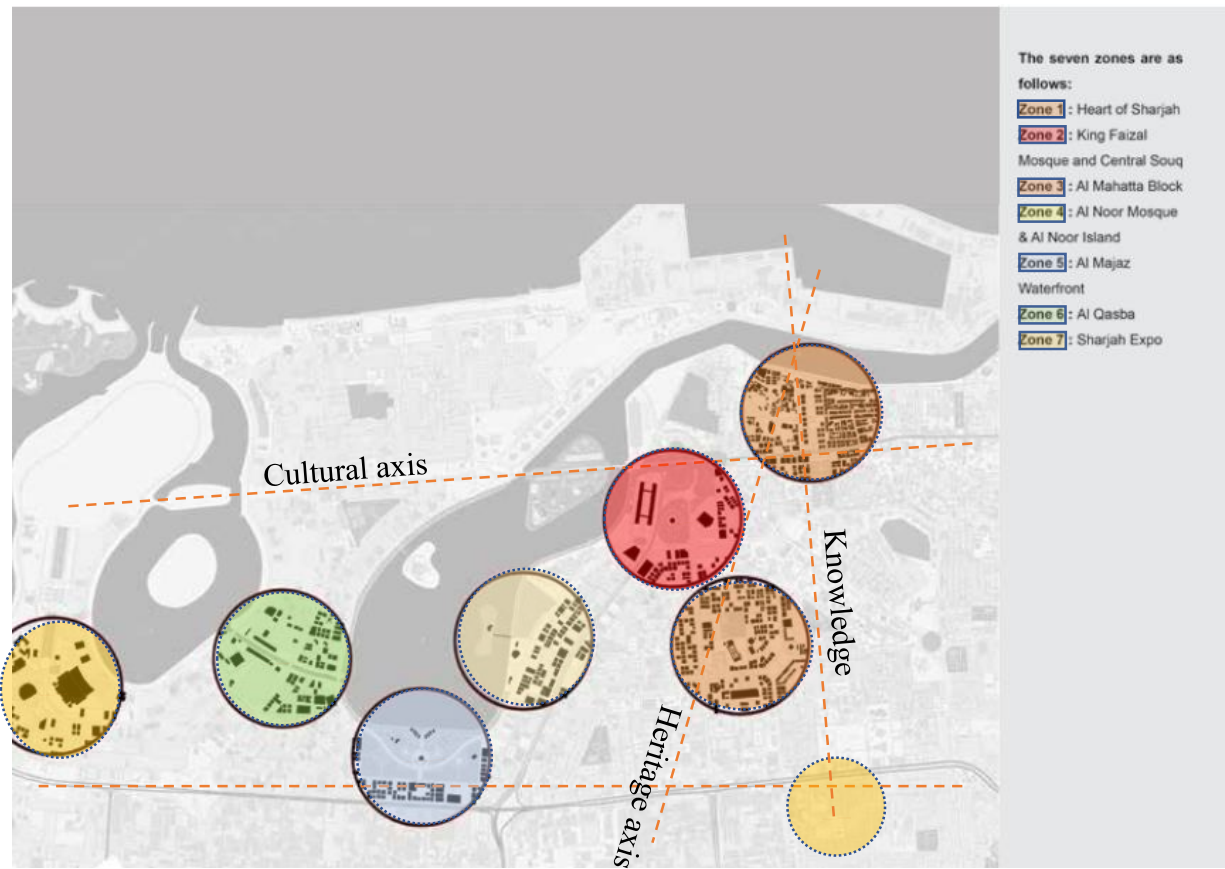 The seven zones are as
follows:
Zone 1 : Heart of Sharjah
Zone 2 : King Faizal
Mosque and Central Souq
Zone 3 : Al Mahatta Block
Zone 4 : Al Noor Mosque
& Al Noor Island
Zone 5 : Al Majaz
Waterfront
Zone 6 : Al Qasba
Zone 7 : Sharjah Expo
Cultural axis
Knowledge
Heritage axis